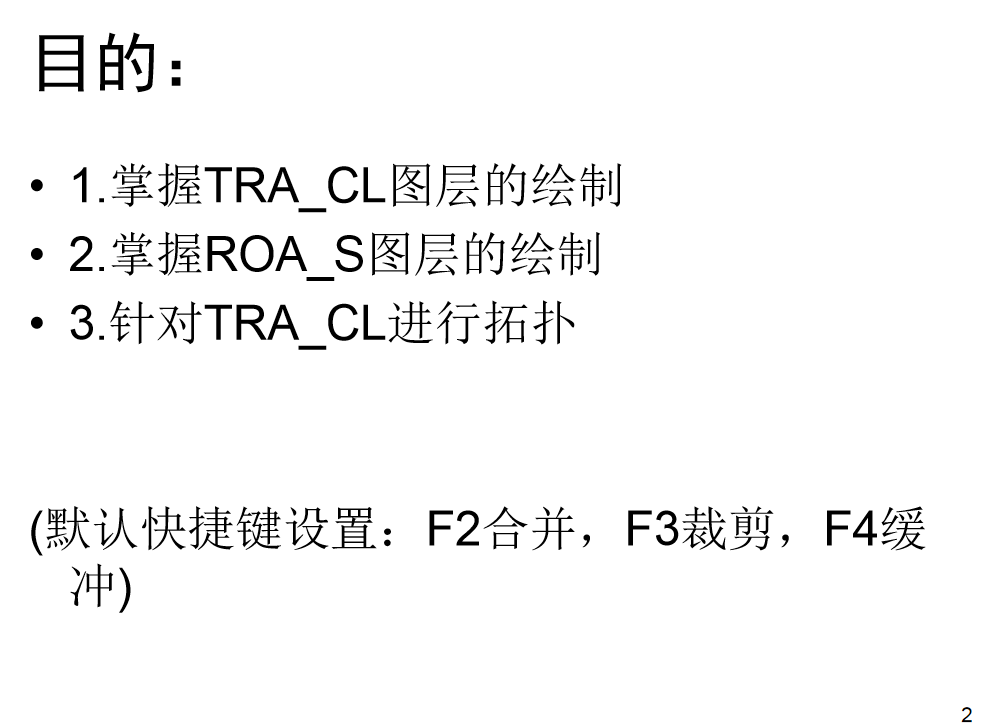 目的：
• 1.掌握TRA_CL图层的绘制
• 2.掌握ROA_S图层的绘制
• 3.针对TRA_CL进行拓扑
(默认快捷键设置：F2合并，F3裁剪，F4缓
冲)
2